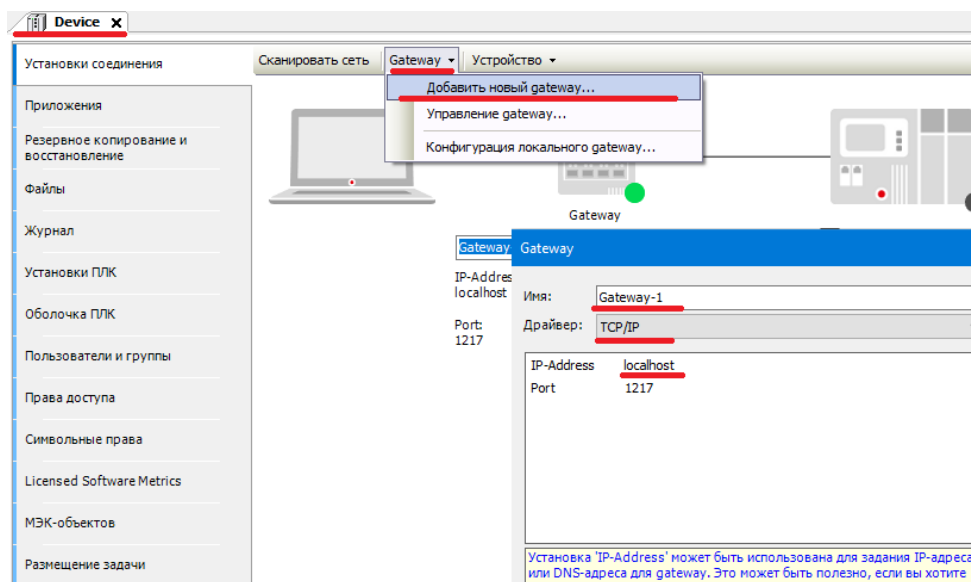 Device X
Установки соединения
Приложения
Резервное копирование и
восстановление
Файлы
Журнал
Установки ПЛК
Оболочка ПЛК
Пользователи и группы
Права доступа
Символьные права
Licensed Software Metrics
МЭК-объектов
Размещение задачи
Сканировать сеть Gateway Устройство
Добавить новый gateway...
Управление gateway...
Конфигурация локального gateway...
Gateway
Gateway
IP-Addres
localhost
Port:
1217
Gateway
Имя: Gateway-1
Драйвер: TCP/IP
IP-Address localhost
Port 1217
Установка 'IP-Address' может быть использована для задания IP-адреса
или DNS-адреса для gateway. Это может быть полезно, если вы хотите